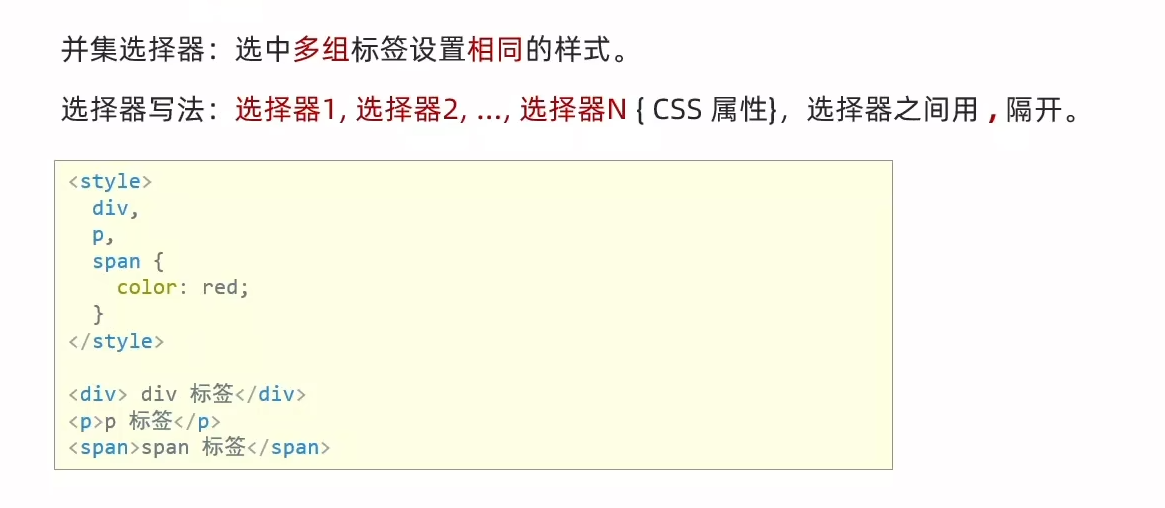 并集选择器：选中多组标签设置相同的样式。
选择器写法：选择器1, 选择器2, …, 选择器N { CSS 属性}，选择器之间用 , 隔开。
<style>
  div,
  p,
  span {
    color: red;
  }
</style>

<div> div 标签</div>
<p>p 标签</p>
<span>span 标签</span>